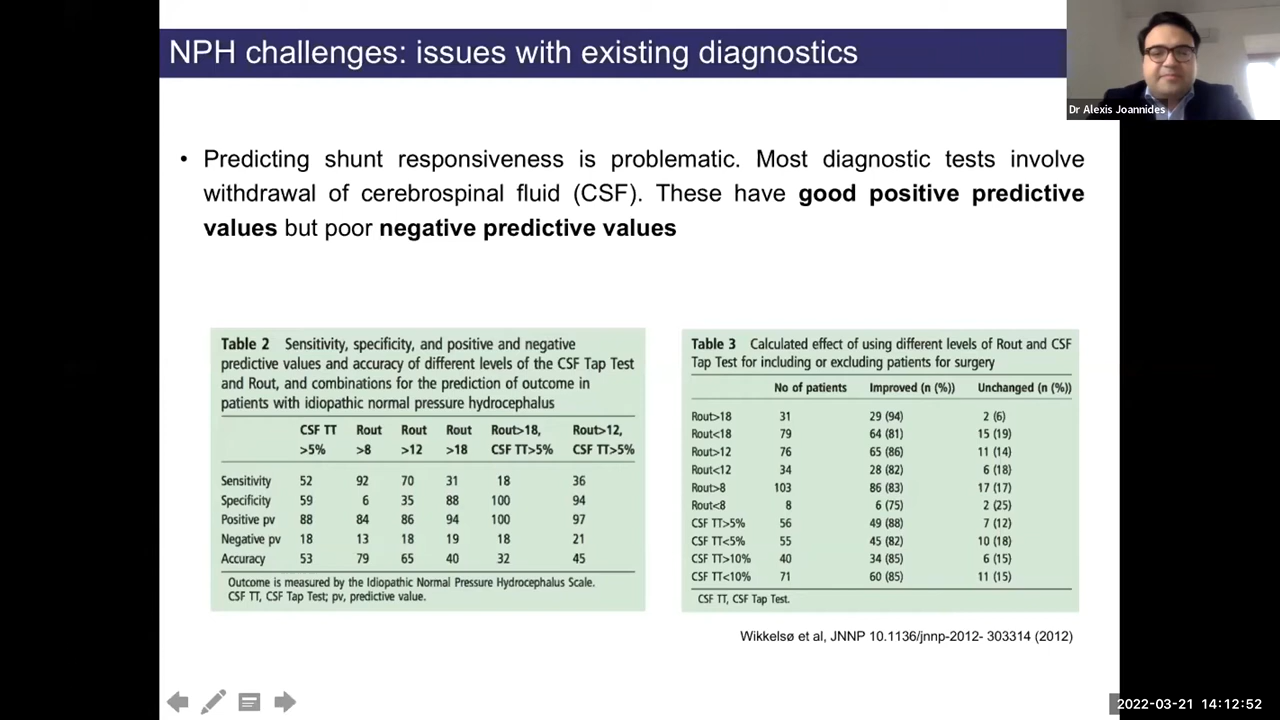 NPH challenges: issues with existing diagnostics
Dr Alexis Joannides
• Predicting shunt responsiveness is problematic. Most diagnostic tests involve
withdrawal of cerebrospinal fluid (CSF). These have good positive predictive
values but poor negative predictive values
Table 2 Sensitivity, specificity, and positive and negative
predictive values and accuracy of different levels of the CSF Tap Test
and Rout, and combinations for the prediction of outcome in
patients with idiopathic normal pressure hydrocephalus
CSF TT Rout Rout Rout Rout>18, Rout>12,
>5% >8 >12 >18 CSF TT>5% CSF TT>5%
Sensitivity 52 92 70 31 18 36
Specificity 59 6 35 88 100 94
Positive pv 88 84 86 94 100 97
Negative pv 18 13 18 19 18 21
Accuracy 53 79 65 40 32 45
Outcome is measured by the Idiopathic Normal Pressure Hydrocephalus Scale.
CSF TT, CSF Tap Test; pv, predictive value.
Table 3 Calculated effect of using different levels of Rout and CSF
Tap Test for including or excluding patients for surgery
No of patients Improved (n (%)) Unchanged (n (%))
Rout>18 31 29 (94) 2 (6)
Rout<18 79 64 (81) 15 (19)
Rout>12 76 65 (86) 11 (14)
Rout<12 34 28 (82) 6 (18)
Rout>8 103 86 (83) 17 (17)
Rout<8 8 6 (75) 2 (25)
CSF TT>5% 56 49 (88) 7 (12)
CSF TT<5% 55 45 (82) 10 (18)
CSF TT>10% 40 34 (85) 6 (15)
CSF TT<10% 71 60 (85) 11 (15)
CSF TT, CSF Tap Test.
Wikkelsø et al, JNNP 10.1136/jnnp-2012- 303314 (2012)
2022-03-21 14:12:52